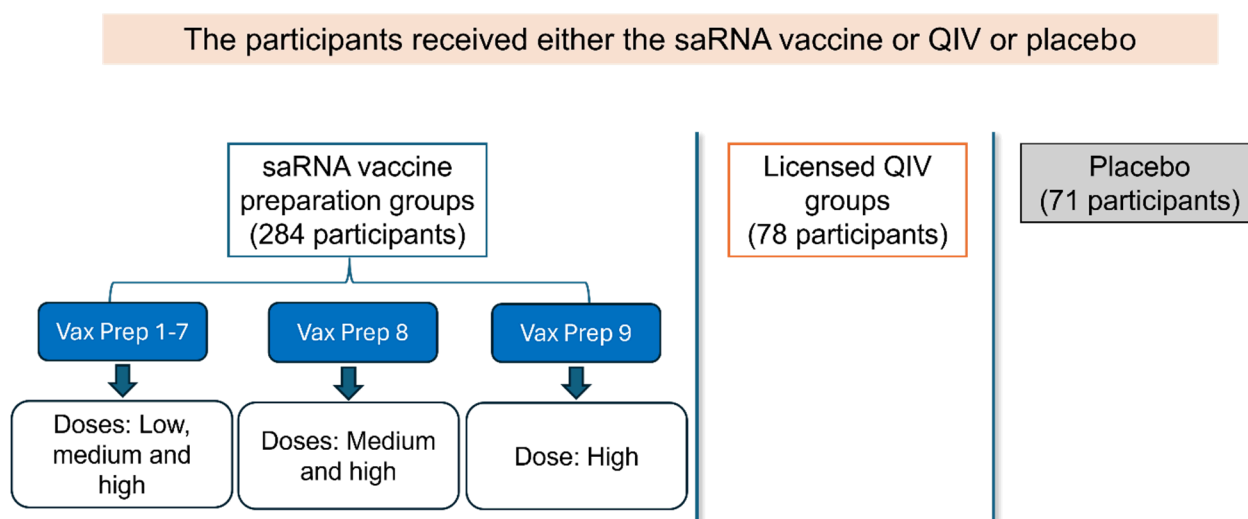 The participants received either the saRNA vaccine or QIV or placebo
saRNA vaccine
preparation groups
(284 participants)
Licensed QIV
groups
(78 participants)
Placebo
(71 participants)
Vax Prep 1-7
Vax Prep 8
Vax Prep 9
Doses: Low,
medium and
high
Doses: Medium
and high
Dose: High